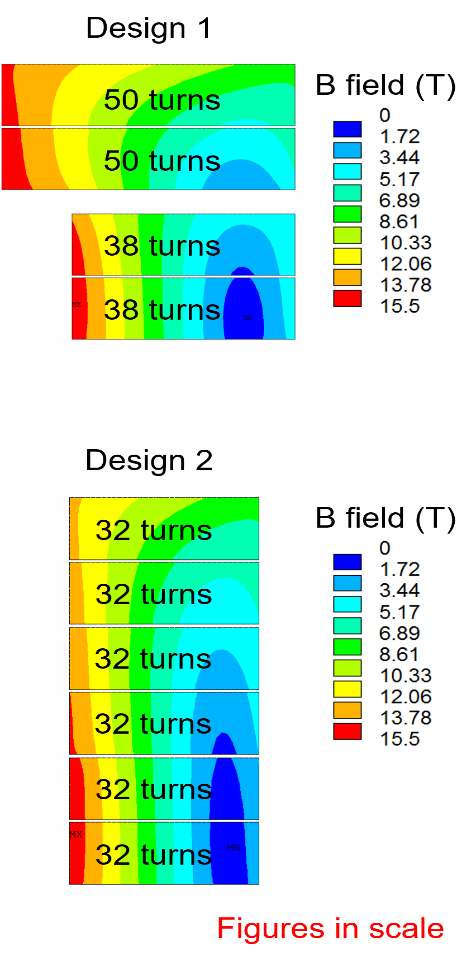 Design 1
50 turns
50 turns
38 turns
MX
38 turns
B field (T)
0
1.72
3.44
5.17
6.89
8.61
10.33
12.06
13.78
15.5
Design 2
32 turns
32 turns
32 turns
32 turns
32 turns
MX
32 turns
MN
B field (T)
0
1.72
3.44
5.17
6.89
8.61
10.33
12.06
13.78
15.5
Figures in scale